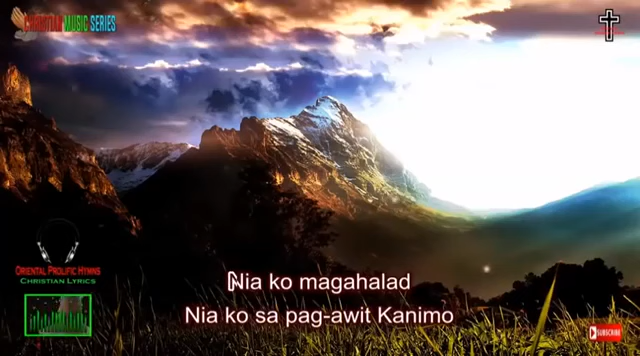 CHRISTIAN MUSIC SERIES
ORIENTAL PROLIFIC HYMNS
CHRISTIAN LYRICS
Nia ko magahalad
Nia ko sa pag-awit Kanimo
SUBSCRIBE